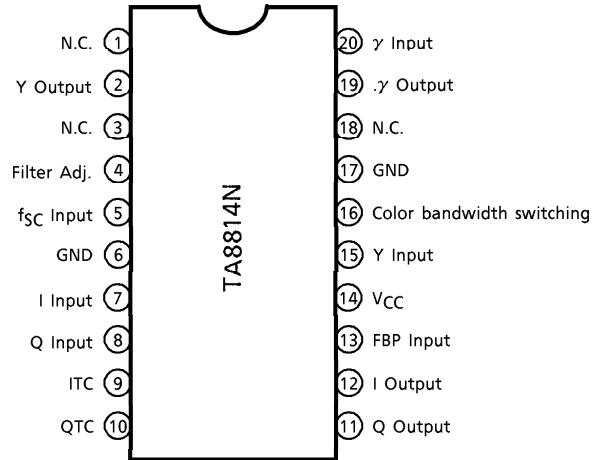 N.C. 1
Y Output 2
N.C. 3
Filter Adj. 4
fSC Input 5
GND 6
I Input 7
Q Input 8
ITC 9
QTC 10
TA8814N
20 γ Input
19 .γ Output
18 N.C.
17 GND
16 Color bandwidth switching
15 Y Input
14 VCC
13 FBP Input
12 I Output
11 Q Output